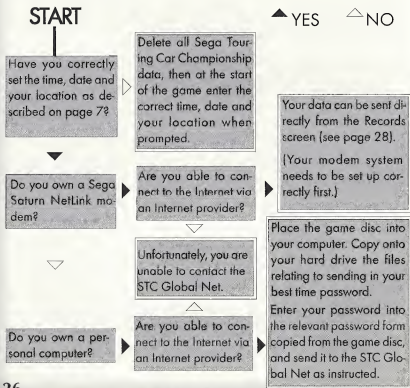 START
YES
NO
Have you correctly
set the time, date and
your location as de-
scribed on page 7?
Delete all Sega Tour-
ing Car Championship
data, then at the start
of the game enter the
correct time, date and
your location when
prompted.
Do you own a Sega
Saturn NetLink mo-
dem?
Are you able to con-
nect to the Internet via
an Internet provider?
Your data can be sent di-
rectly from the Records
screen (see page 28).
(Your modem system
needs to be set up cor-
rectly first.)
Unfortunately, you are
unable to contact the
STC Global Net.
Do you own a per-
sonal computer?
Are you able to con-
nect to the Internet via
an Internet provider?
Place the game disc into
your computer. Copy onto
your hard drive the files
relating to sending in your
best time password.
Enter your password into
the relevant password form
copied from the game disc,
and send it to the STC Glo-
bal Net as instructed.
26